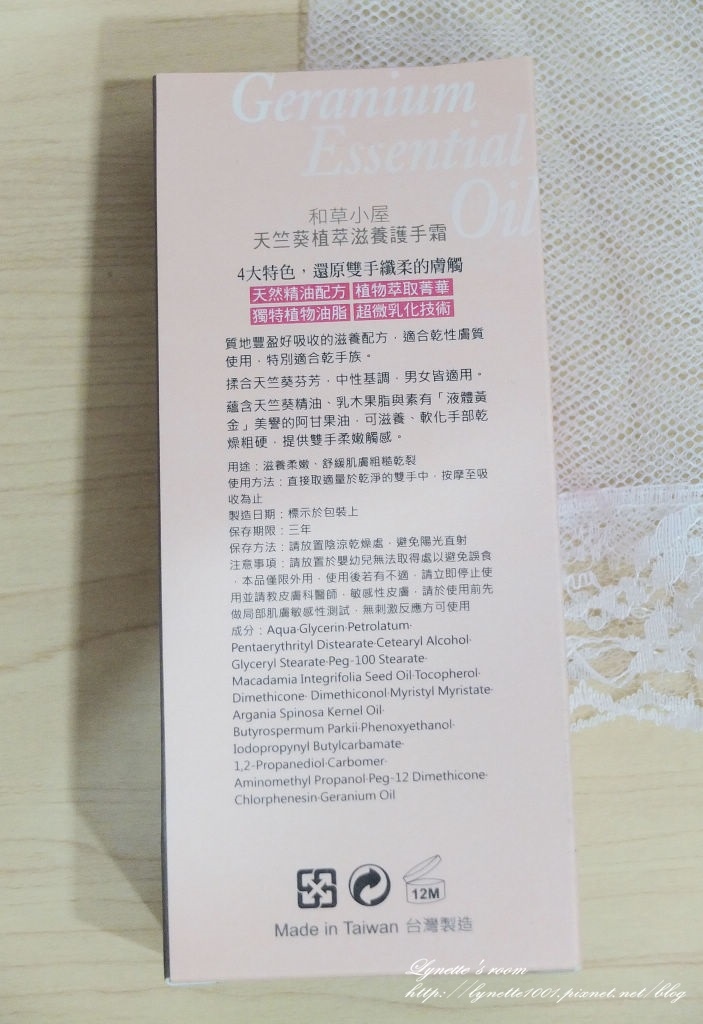 Geranium
Essential
Oil
和草小屋
天竺葵植萃滋養護手霜
4大特色，還原雙手纖柔的膚觸
天然精油配方 植物萃取菁華
獨特植物油脂 超微乳化技術
質地豐盈好吸收的滋養配方，適合乾性膚質
使用，特別適合乾手族。
揉合天竺葵芬芳，中性基調，男女皆適用。
蘊含天竺葵精油、乳木果脂與素有「液體黃
金」美譽的阿甘果油，可滋養、軟化手部乾
燥粗硬，提供雙手柔嫩觸感。
用途：滋養柔嫩、舒緩肌膚粗糙乾裂
使用方法：直接取適量於乾淨的雙手中，按摩至吸
收為止
製造日期：標示於包裝上
保存期限：三年
保存方法：請放置陰涼乾燥處，避免陽光直射
注意事項：請放置於嬰幼兒無法取得處以避免誤食
，本品僅限外用，使用後若有不適，請立即停止使
用並請教皮膚科醫師，敏感性皮膚，請於使用前先
做局部肌膚敏感性測試，無刺激反應方可使用
成分：Aqua·Glycerin·Petrolatum·
Pentaerythrityl Distearate·Cetearyl Alcohol·
Glyceryl Stearate·Peg-100 Stearate·
Macadamia Integrifolia Seed Oil·Tocopherol·
Dimethicone· Dimethiconol·Myristyl Myristate·
Argania Spinosa Kernel Oil·
Butyrospermum Parkii·Phenoxyethanol·
Iodopropynyl Butylcarbamate·
1,2-Propanediol·Carbomer·
Aminomethyl Propanol·Peg-12 Dimethicone·
Chlorphenesin·Geranium Oil
12M
Made in Taiwan 台灣製造
Lynette's room
http://lynette1001.pixnet.net/blog